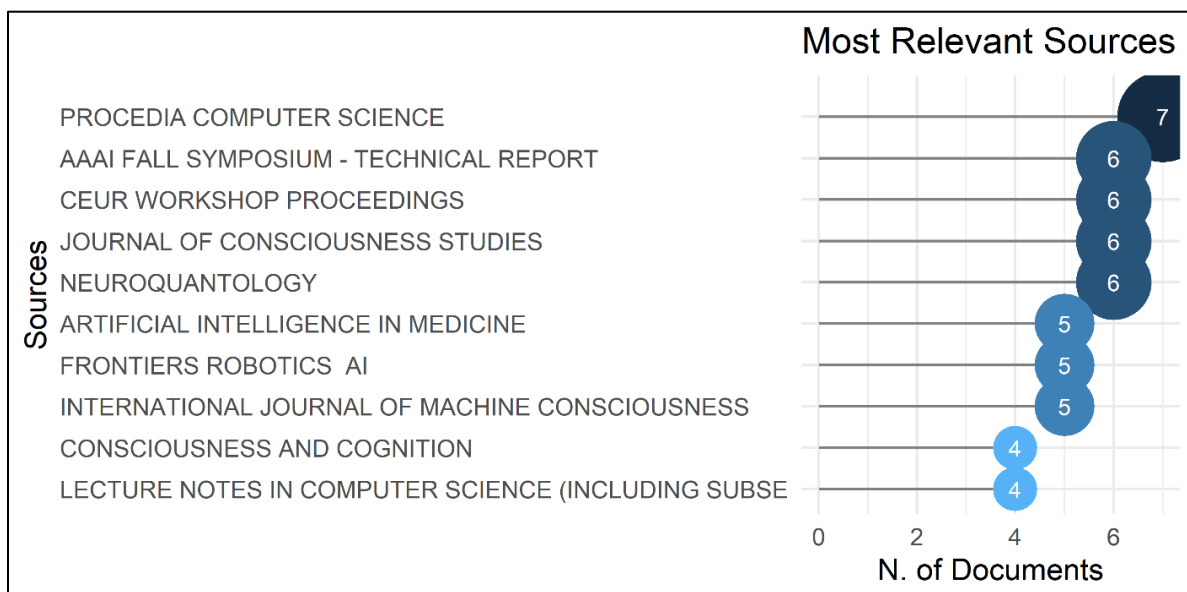 Most Relevant Sources
PROCEDIA COMPUTER SCIENCE 7
AAAI FALL SYMPOSIUM - TECHNICAL REPORT 6
CEUR WORKSHOP PROCEEDINGS 6
JOURNAL OF CONSCIOUSNESS STUDIES 6
NEUROQUANTOLOGY 6
ARTIFICIAL INTELLIGENCE IN MEDICINE 5
FRONTIERS ROBOTICS  AI 5
INTERNATIONAL JOURNAL OF MACHINE CONSCIOUSNESS 5
CONSCIOUSNESS AND COGNITION 4
LECTURE NOTES IN COMPUTER SCIENCE (INCLUDING SUBSE 4
Sources
0 2 4 6
N. of Documents